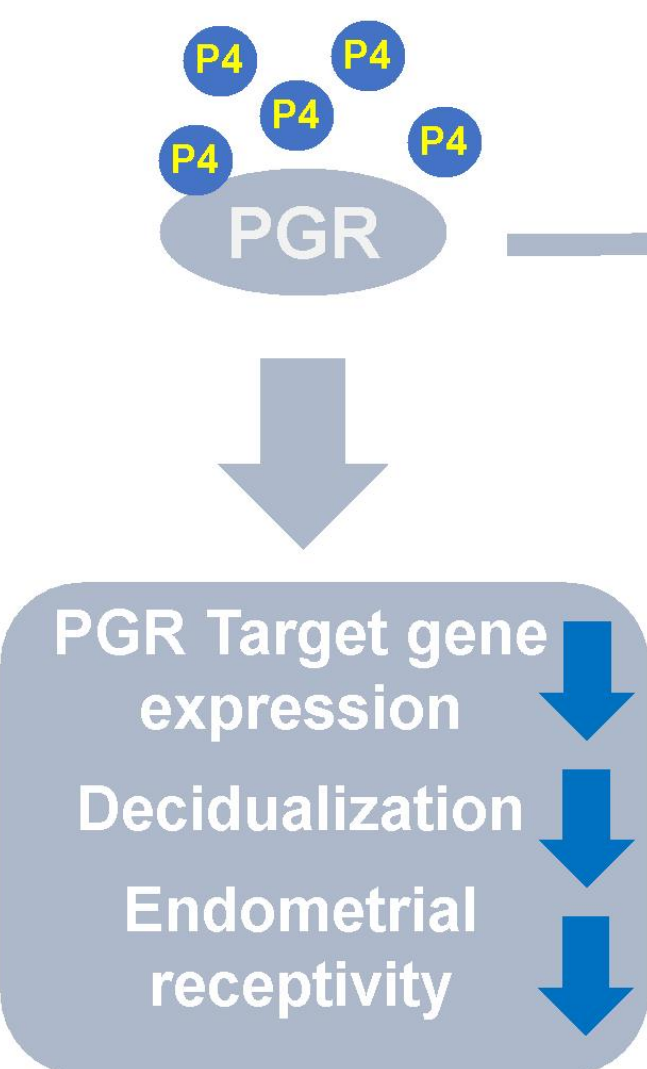 P4
P4
P4
P4
P4
PGR
PGR Target gene
expression
Decidualization
Endometrial
receptivity